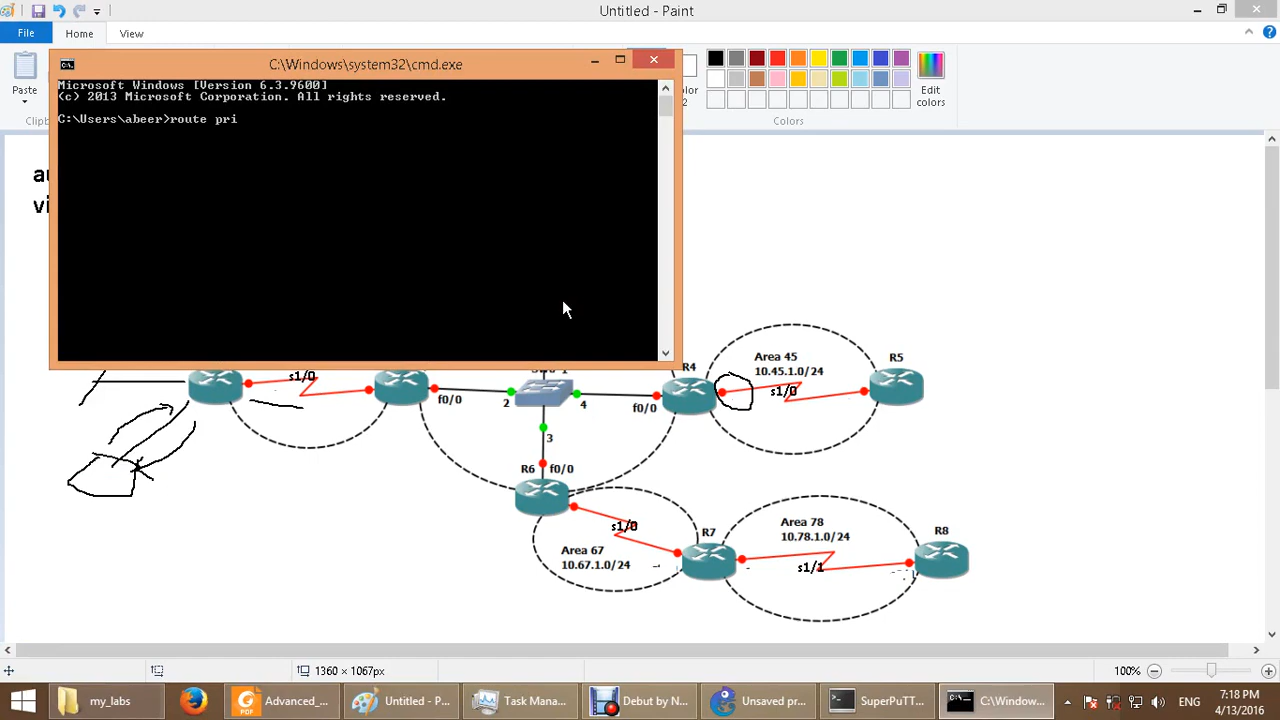 Untitled - Paint
File
Home
View
Paste
C:\Windows\system32\cmd.exe
Microsoft Windows [Version 6.3.9600]
(c) 2013 Microsoft Corporation. All rights reserved.
C:\Users\abeer>route pri
2
Edit
colors
Colors
R4
Area 45
10.45.1.0/24
R5
s1/0
s1/0
f0/0
2
4
f0/0
3
R6
f0/0
s1/0
Area 67
10.67.1.0/24
R7
Area 78
10.78.1.0/24
R8
s1/1
1360 × 1067px
100%
my_labs
Advanced_...
Untitled - Paint
Task Mana...
Debut by N...
Unsaved pr...
SuperPuTT...
C:\Window...
ENG
7:18 PM
4/13/2016